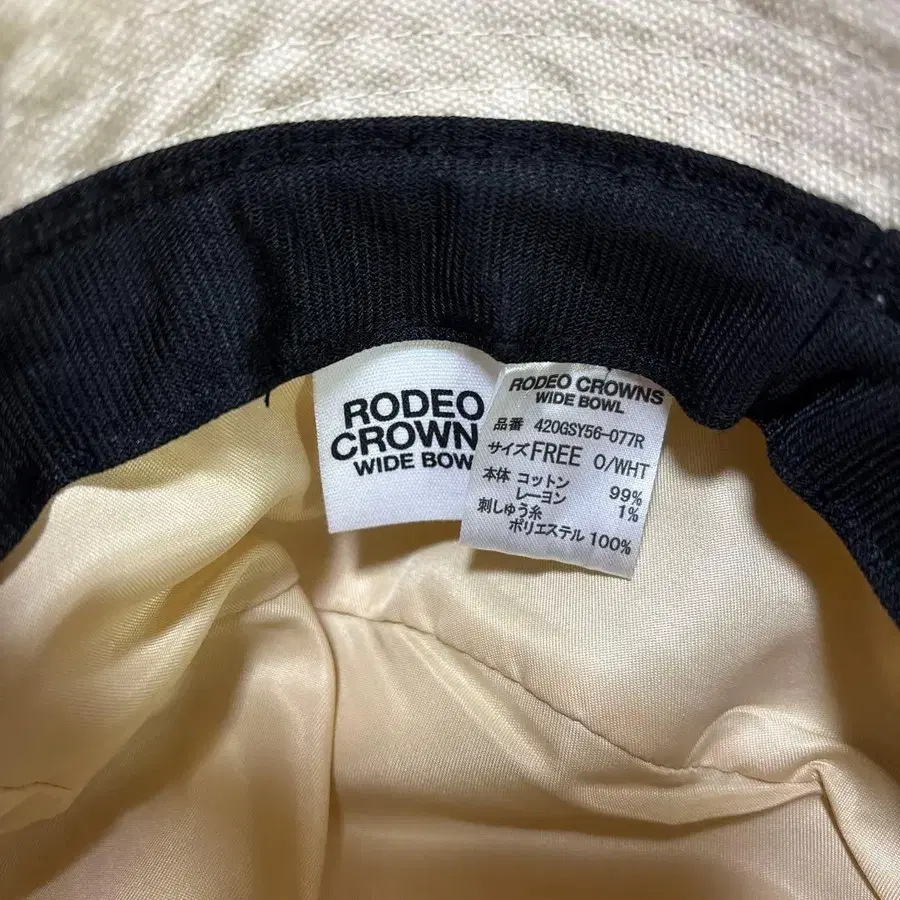 RODEO
CROWN
WIDE BOW
RODEO CROWNS
WIDE BOWL
品番 420GSY56-077R
サイズ FREE O/WHT
本体 コットン 99%
レーヨン 1%
刺しゅう糸
ポリエステル 100%